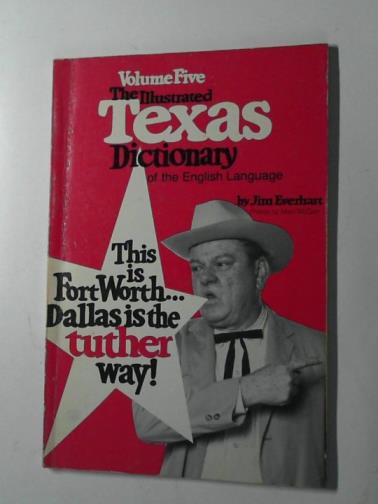 Volume Five
The Illustrated
Texas
Dictionary
of the English Language
by Jim Everhart
This
is
Fort Worth...
Dallas is the
tuther
way!